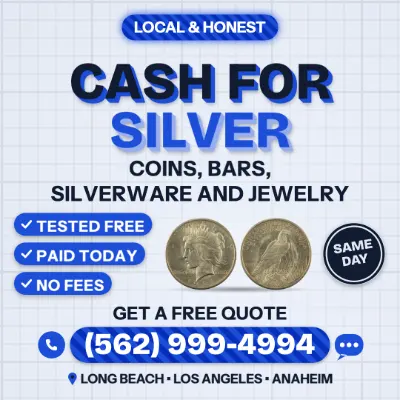 LOCAL & HONEST
CASH FOR
SILVER
COINS, BARS,
SILVERWARE AND JEWELRY
TESTED FREE
PAID TODAY
NO FEES
SAME
DAY
GET A FREE QUOTE
(562) 999-4994
LONG BEACH • LOS ANGELES • ANAHEIM